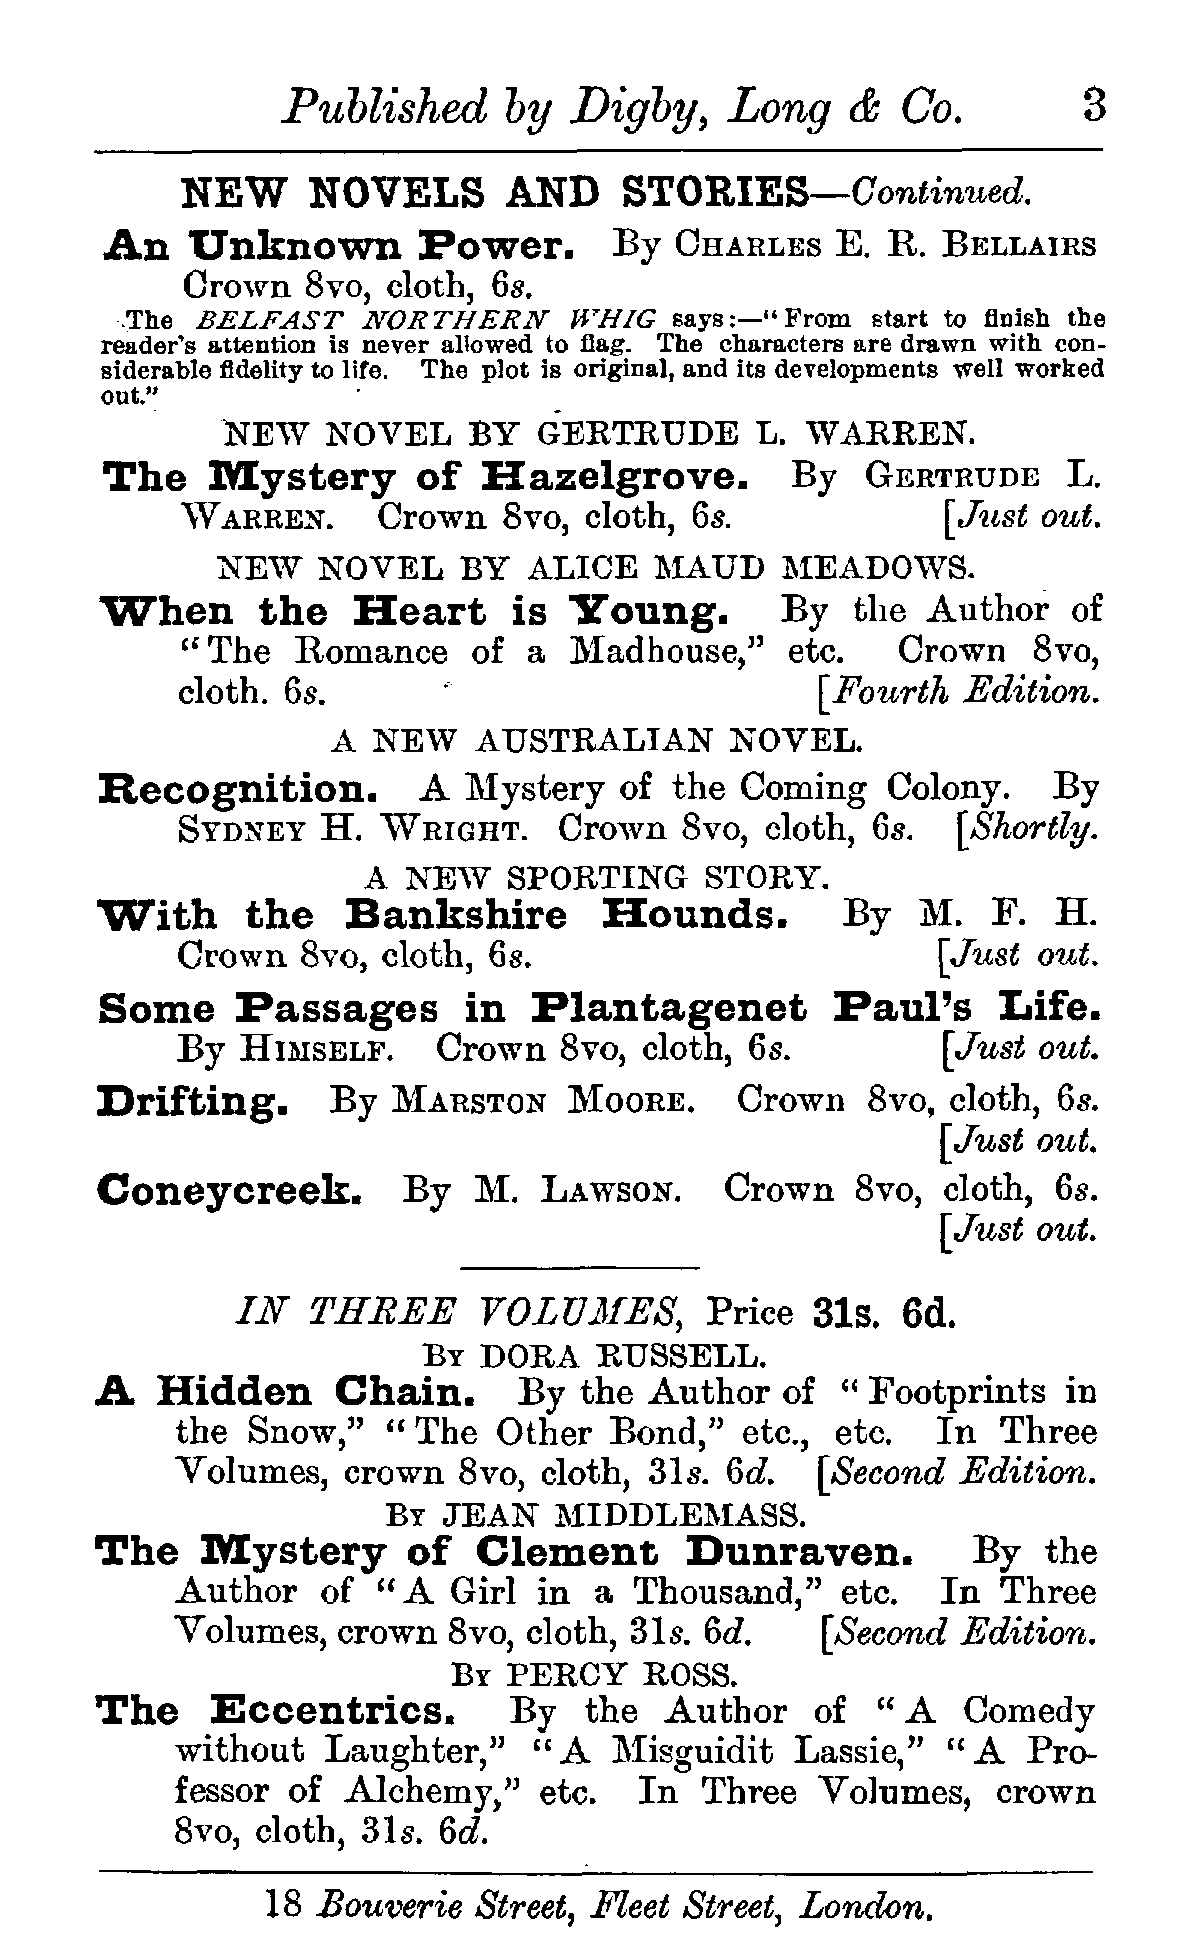 Published by Digby, Long & Co. 3
NEW NOVELS AND STORIES—Continued.
An Unknown Power. By CHARLES E. R. BELLAIRS
Crown 8vo, cloth, 6s.
The BELFAST NORTHERN WHIG says:—"From start to finish the
reader's attention is never allowed to flag. The characters are drawn with con-
siderable fidelity to life. The plot is original, and its developments well worked
out."
NEW NOVEL BY GERTRUDE L. WARREN.
The Mystery of Hazelgrove. By GERTRUDE L.
WARREN. Crown 8vo, cloth, 6s. [Just out.
NEW NOVEL BY ALICE MAUD MEADOWS.
When the Heart is Young. By the Author of
"The Romance of a Madhouse," etc. Crown 8vo,
cloth. 6s. [Fourth Edition.
A NEW AUSTRALIAN NOVEL.
Recognition. A Mystery of the Coming Colony. By
SYDNEY H. WRIGHT. Crown 8vo, cloth, 6s. [Shortly.
A NEW SPORTING STORY.
With the Bankshire Hounds. By M. F. H.
Crown 8vo, cloth, 6s. [Just out.
Some Passages in Plantagenet Paul's Life.
By HIMSELF. Crown 8vo, cloth, 6s. [Just out.
Drifting. By MARSTON MOORE. Crown 8vo, cloth, 6s.
[Just out.
Coneycreek. By M. LAWSON. Crown 8vo, cloth, 6s.
[Just out.
IN THREE VOLUMES, Price 31s. 6d.
BY DORA RUSSELL.
A Hidden Chain. By the Author of "Footprints in
the Snow," "The Other Bond," etc., etc. In Three
Volumes, crown 8vo, cloth, 31s. 6d. [Second Edition.
BY JEAN MIDDLEMASS.
The Mystery of Clement Dunraven. By the
Author of "A Girl in a Thousand," etc. In Three
Volumes, crown 8vo, cloth, 31s. 6d. [Second Edition.
BY PERCY ROSS.
The Eccentrics. By the Author of "A Comedy
without Laughter," "A Misguidit Lassie," "A Pro-
fessor of Alchemy," etc. In Three Volumes, crown
8vo, cloth, 31s. 6d.
18 Bouverie Street, Fleet Street, London.